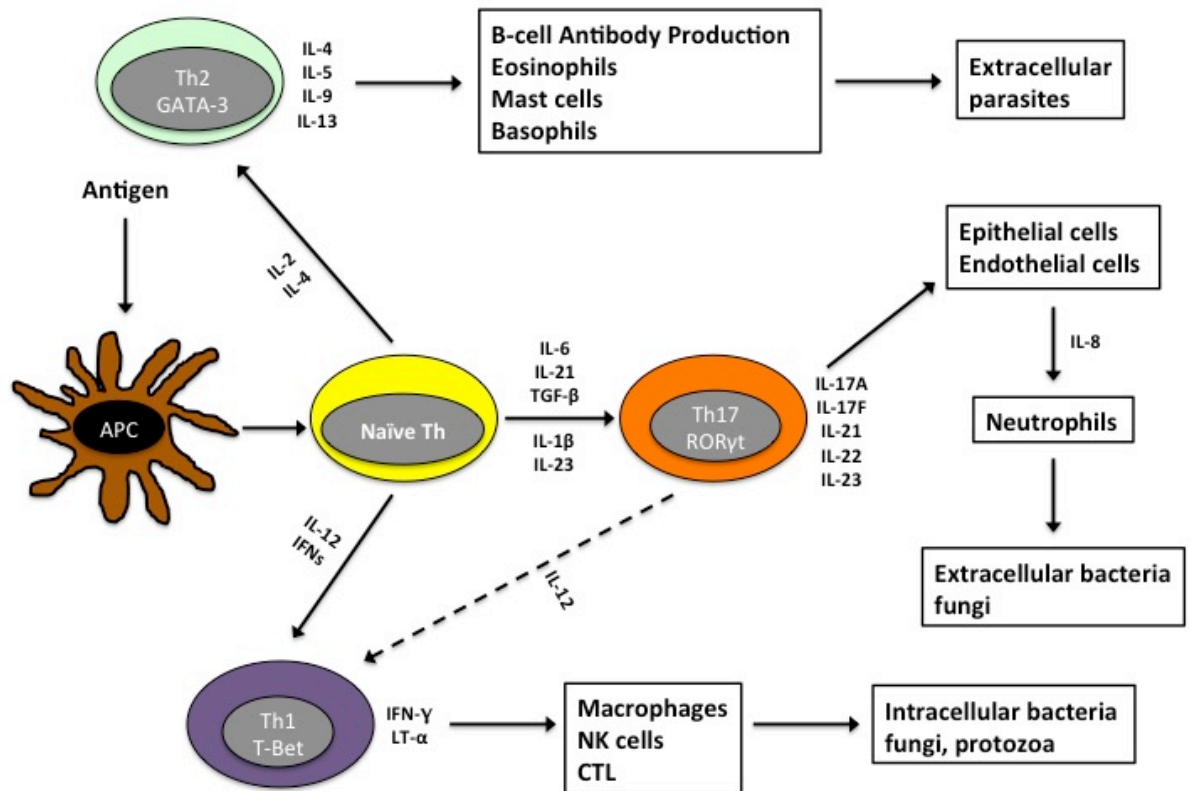 Th2
GATA-3
IL-4
IL-5
IL-9
IL-13
B-cell Antibody Production
Eosinophils
Mast cells
Basophils
Extracellular
parasites
Antigen
IL-2
IL-4
APC
Naïve Th
IL-6
IL-21
TGF-β
IL-1β
IL-23
Th17
RORγt
IL-17A
IL-17F
IL-21
IL-22
IL-23
Epithelial cells
Endothelial cells
IL-8
Neutrophils
Extracellular bacteria
fungi
IL-12
IFNs
IL-12
Th1
T-Bet
IFN-γ
LT-α
Macrophages
NK cells
CTL
Intracellular bacteria
fungi, protozoa